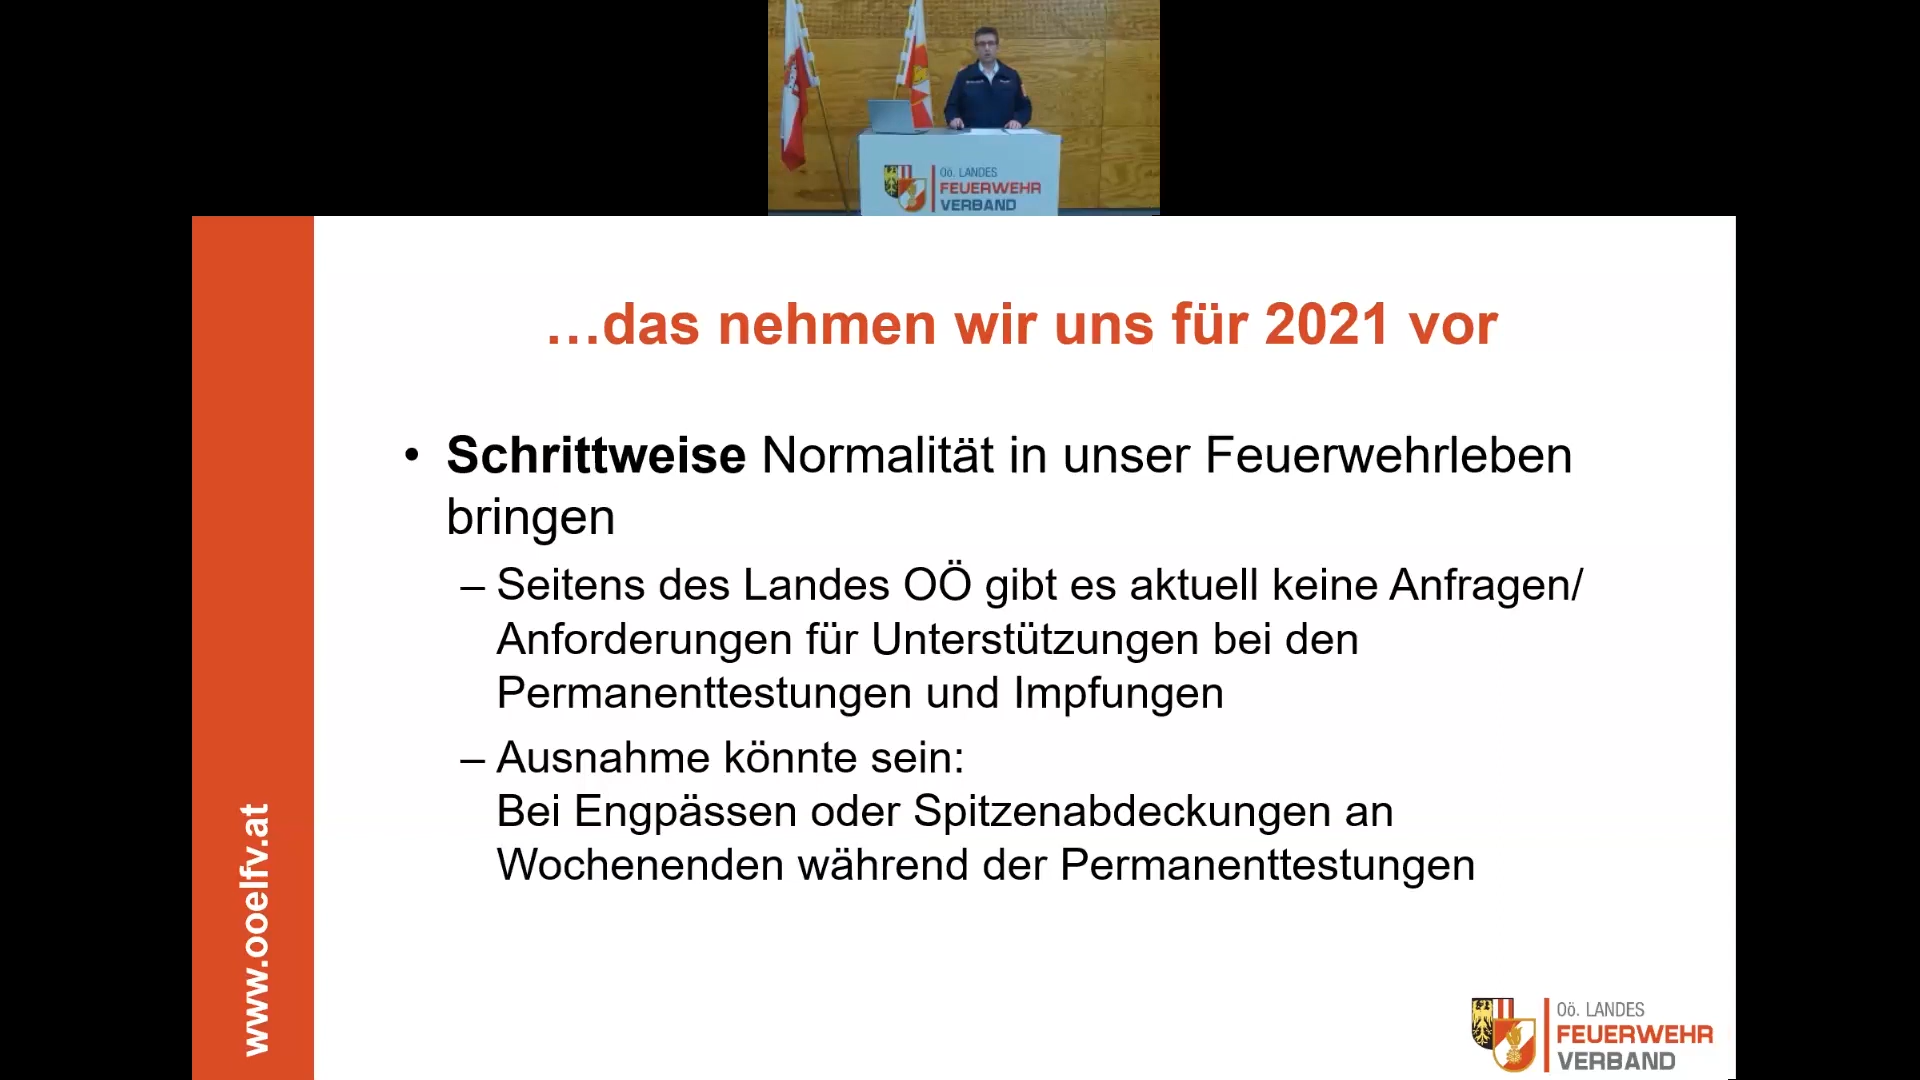 Oö. LANDES
FEUERWEHR
VERBAND
…das nehmen wir uns für 2021 vor
• Schrittweise Normalität in unser Feuerwehrleben
bringen
– Seitens des Landes OÖ gibt es aktuell keine Anfragen/
Anforderungen für Unterstützungen bei den
Permanenttestungen und Impfungen
– Ausnahme könnte sein:
Bei Engpässen oder Spitzenabdeckungen an
Wochenenden während der Permanenttestungen
www.ooelfv.at
Oö. LANDES
FEUERWEHR
VERBAND